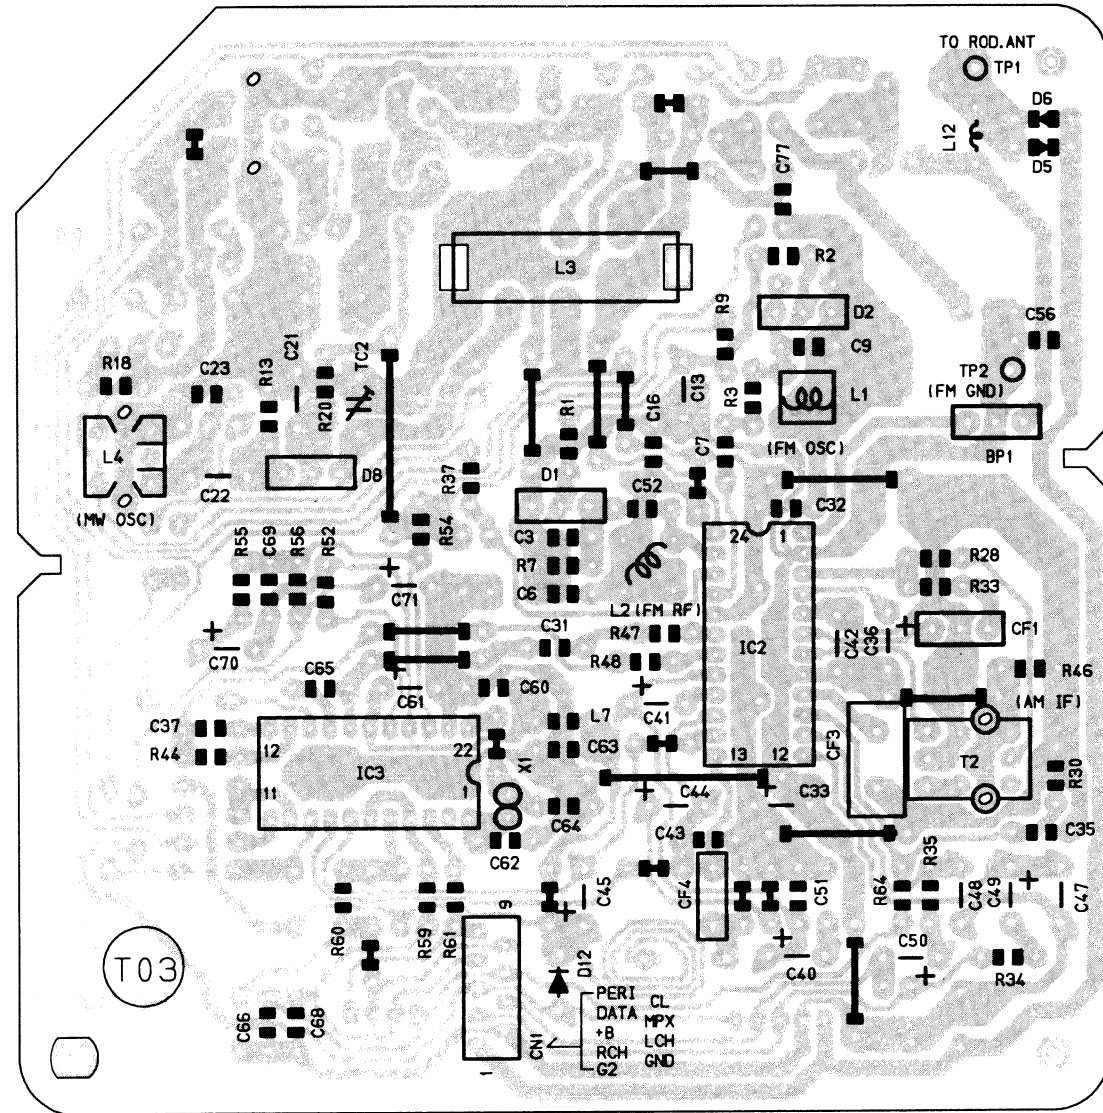 TO ROD.ANT
TP1
D6
L12
D5
C77
R2
L3
R9
D2
C56
C9
R18
C23
R13
C21
R20
TC2
R1
C16
C13
R3
L1
TP2
(FM GND)
(FM OSC)
BP1
L4
(MW OSC)
C22
D8
R37
D1
C7
C52
C32
R55
C69
R56
R52
R54
C3
R7
C6
24 1
R28
R33
C71
L2 (FM RF)
C70
C31
R47
R48
IC2
C42
C36
CF1
R46
(AM IF)
C65
C61
C60
C41
C37
R44
12 22
IC3
11 1
L7
C63
X1
13 12
CF3
T2
R30
C44
C33
C64
C62
C43
C35
R35
R64
C48
C49
C47
R60
R59
R61
9
C45
CF4
C51
T03
D12
C40
C50
R34
C66
C68
CN1
1
PERI
CL
DATA
MPX
+B
LCH
RCH
GND
G2